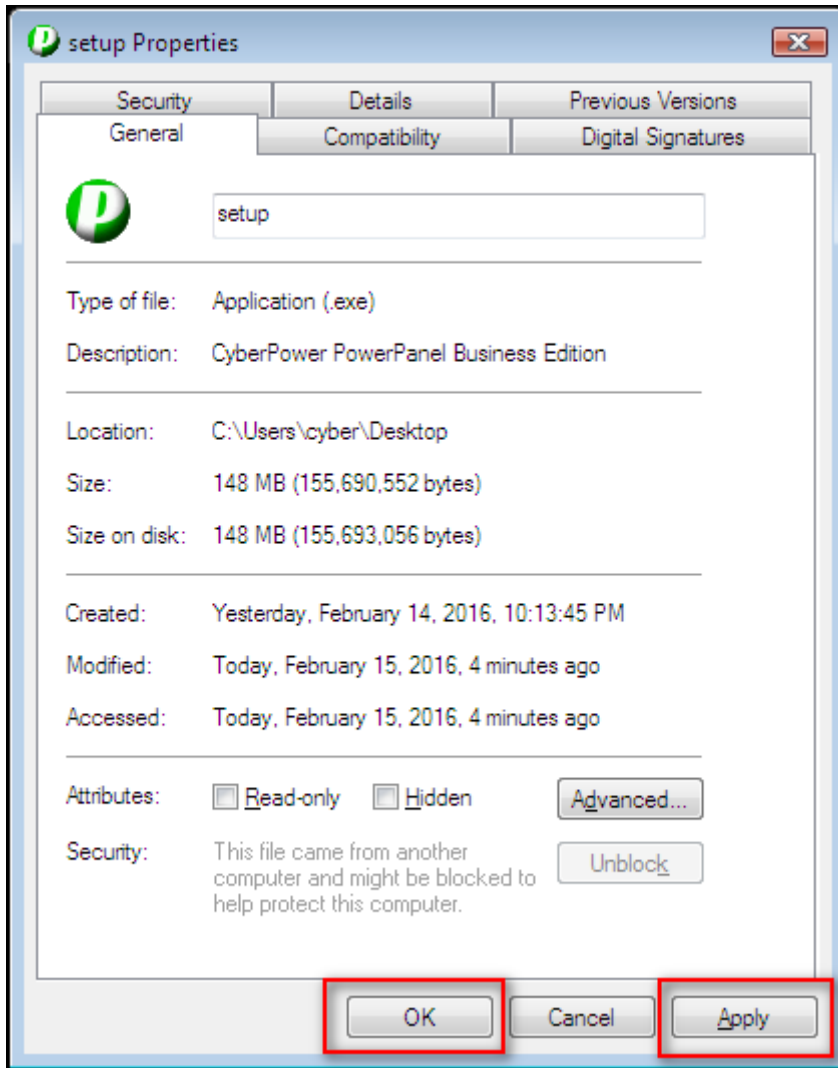 setup Properties
Security Details Previous Versions
General Compatibility Digital Signatures
setup
Type of file: Application (.exe)
Description: CyberPower PowerPanel Business Edition
Location: C:\Users\cyber\Desktop
Size: 148 MB (155,690,552 bytes)
Size on disk: 148 MB (155,693,056 bytes)
Created: Yesterday, February 14, 2016, 10:13:45 PM
Modified: Today, February 15, 2016, 4 minutes ago
Accessed: Today, February 15, 2016, 4 minutes ago
Attributes: Read-only Hidden Advanced...
Security: This file came from another
computer and might be blocked to
help protect this computer.
Unblock
OK Cancel Apply